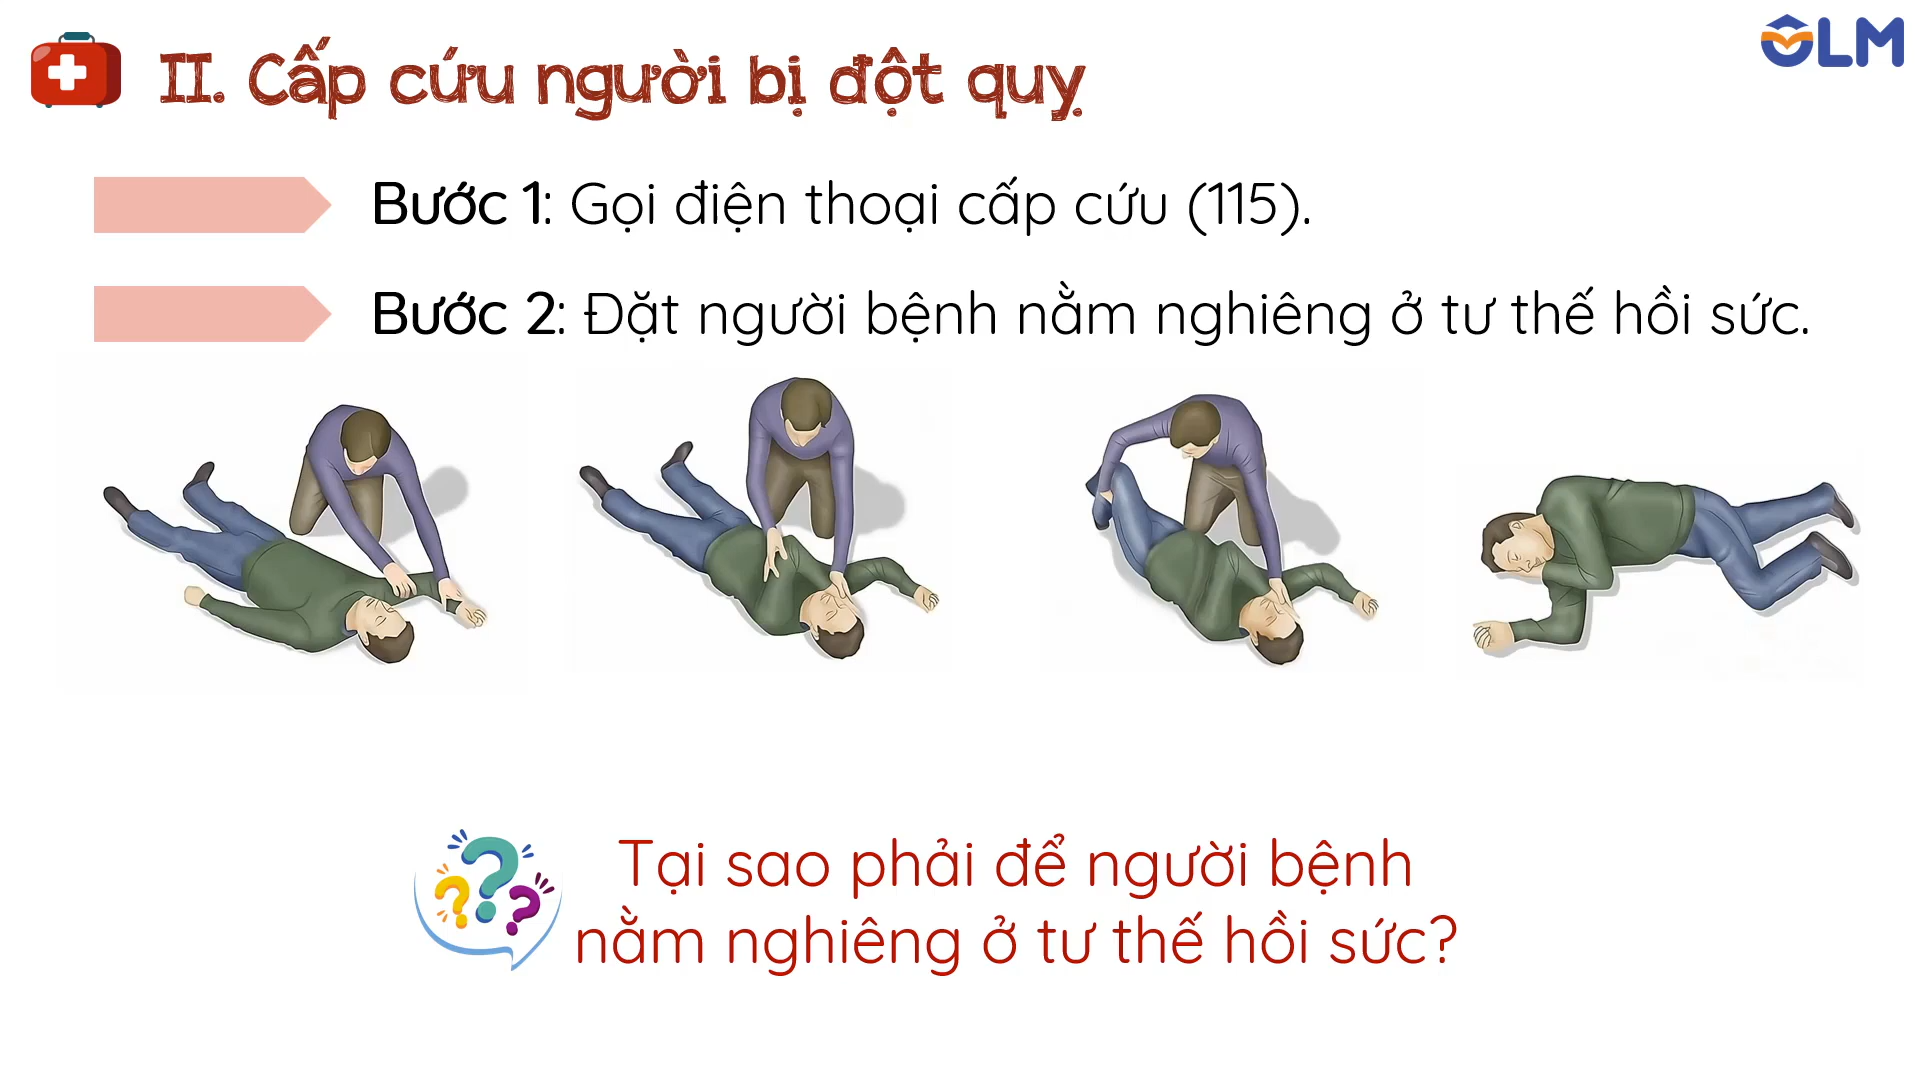 II. Cấp cứu người bị đột quỵ
OLM
Bước 1: Gọi điện thoại cấp cứu (115).
Bước 2: Đặt người bệnh nằm nghiêng ở tư thế hồi sức.
Tại sao phải để người bệnh
nằm nghiêng ở tư thế hồi sức?